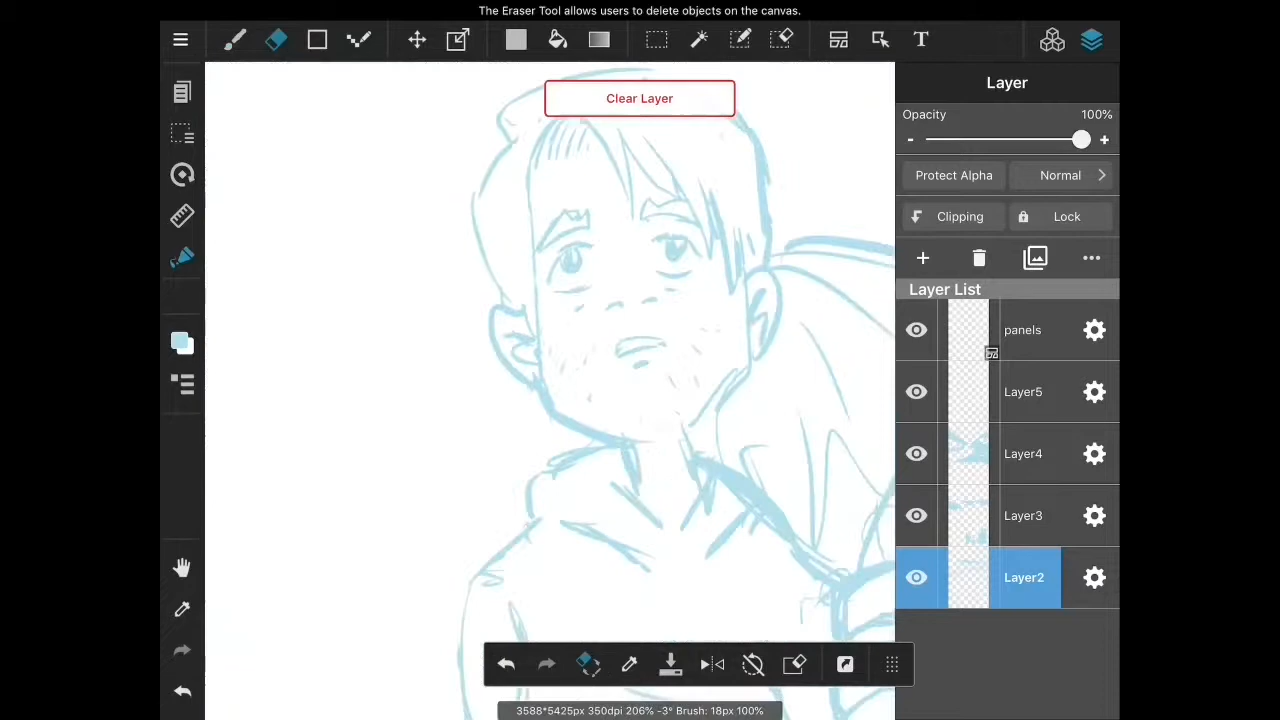 The Eraser Tool allows users to delete objects on the canvas.
T
Clear Layer
Layer
Opacity 100%
- +
Protect Alpha Normal
Clipping Lock
Layer List
panels
Layer5
Layer4
Layer3
Layer2
3588*5425px 350dpi 206% -3° Brush: 18px 100%